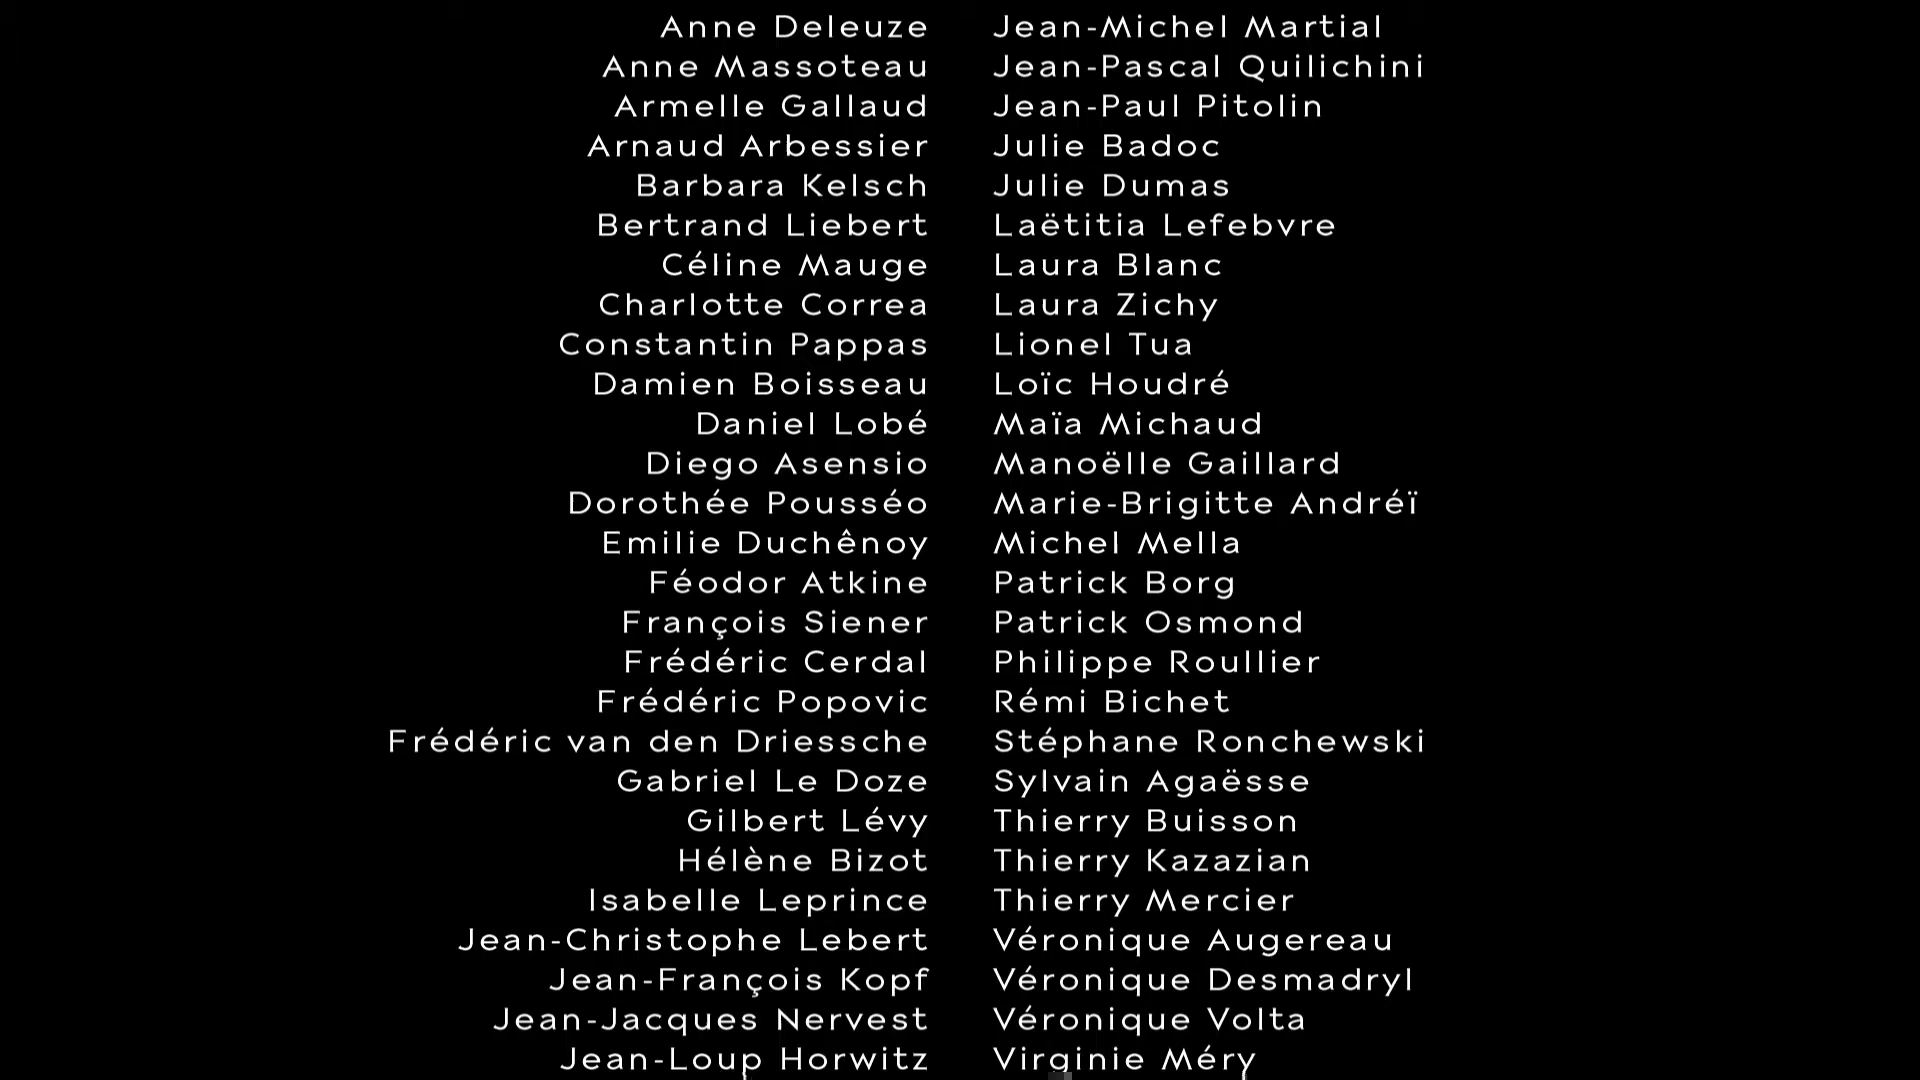 Anne Deleuze
Anne Massoteau
Armelle Gallaud
Arnaud Arbessier
Barbara Kelsch
Bertrand Liebert
Céline Mauge
Charlotte Correa
Constantin Pappas
Damien Boisseau
Daniel Lobé
Diego Asensio
Dorothée Pousséo
Emilie Duchênoy
Féodor Atkine
François Siener
Frédéric Cerdal
Frédéric Popovic
Frédéric van den Driessche
Gabriel Le Doze
Gilbert Lévy
Hélène Bizot
Isabelle Leprince
Jean-Christophe Lebert
Jean-François Kopf
Jean-Jacques Nervest
Jean-Loup Horwitz
Jean-Michel Martial
Jean-Pascal Quilichini
Jean-Paul Pitolin
Julie Badoc
Julie Dumas
Laëtitia Lefebvre
Laura Blanc
Laura Zichy
Lionel Tua
Loïc Houdré
Maïa Michaud
Manoëlle Gaillard
Marie-Brigitte Andréï
Michel Mella
Patrick Borg
Patrick Osmond
Philippe Roullier
Rémi Bichet
Stéphane Ronchewski
Sylvain Agaësse
Thierry Buisson
Thierry Kazazian
Thierry Mercier
Véronique Augereau
Véronique Desmadryl
Véronique Volta
Virginie Méry